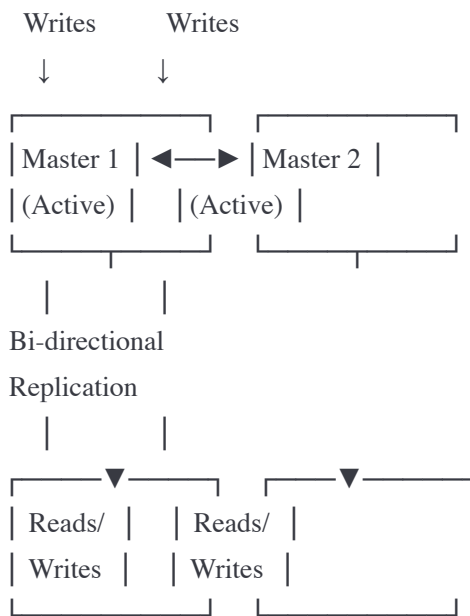 Writes Writes
Master 1 Master 2
(Active) (Active)
Bi-directional
Replication
Reads/ Reads/
Writes Writes